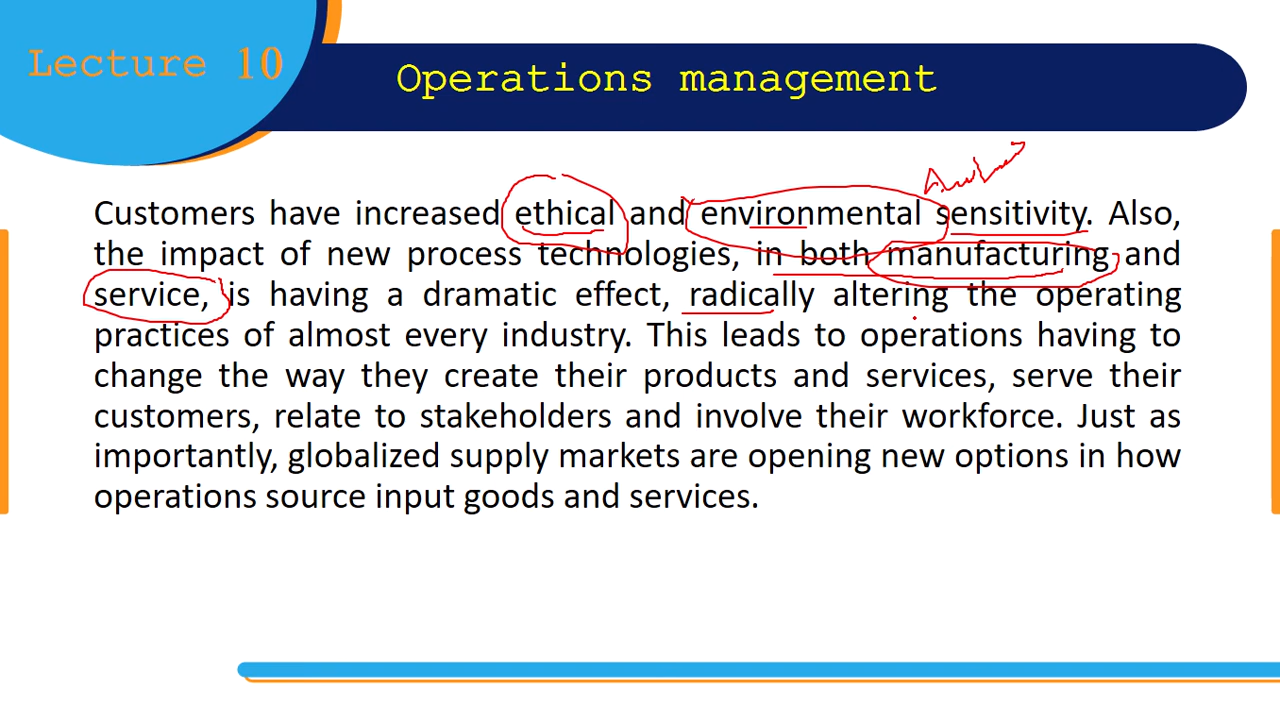 Lecture 10
Operations management
Customers have increased ethical and environmental sensitivity. Also,
the impact of new process technologies, in both manufacturing and
service, is having a dramatic effect, radically altering the operating
practices of almost every industry. This leads to operations having to
change the way they create their products and services, serve their
customers, relate to stakeholders and involve their workforce. Just as
importantly, globalized supply markets are opening new options in how
operations source input goods and services.